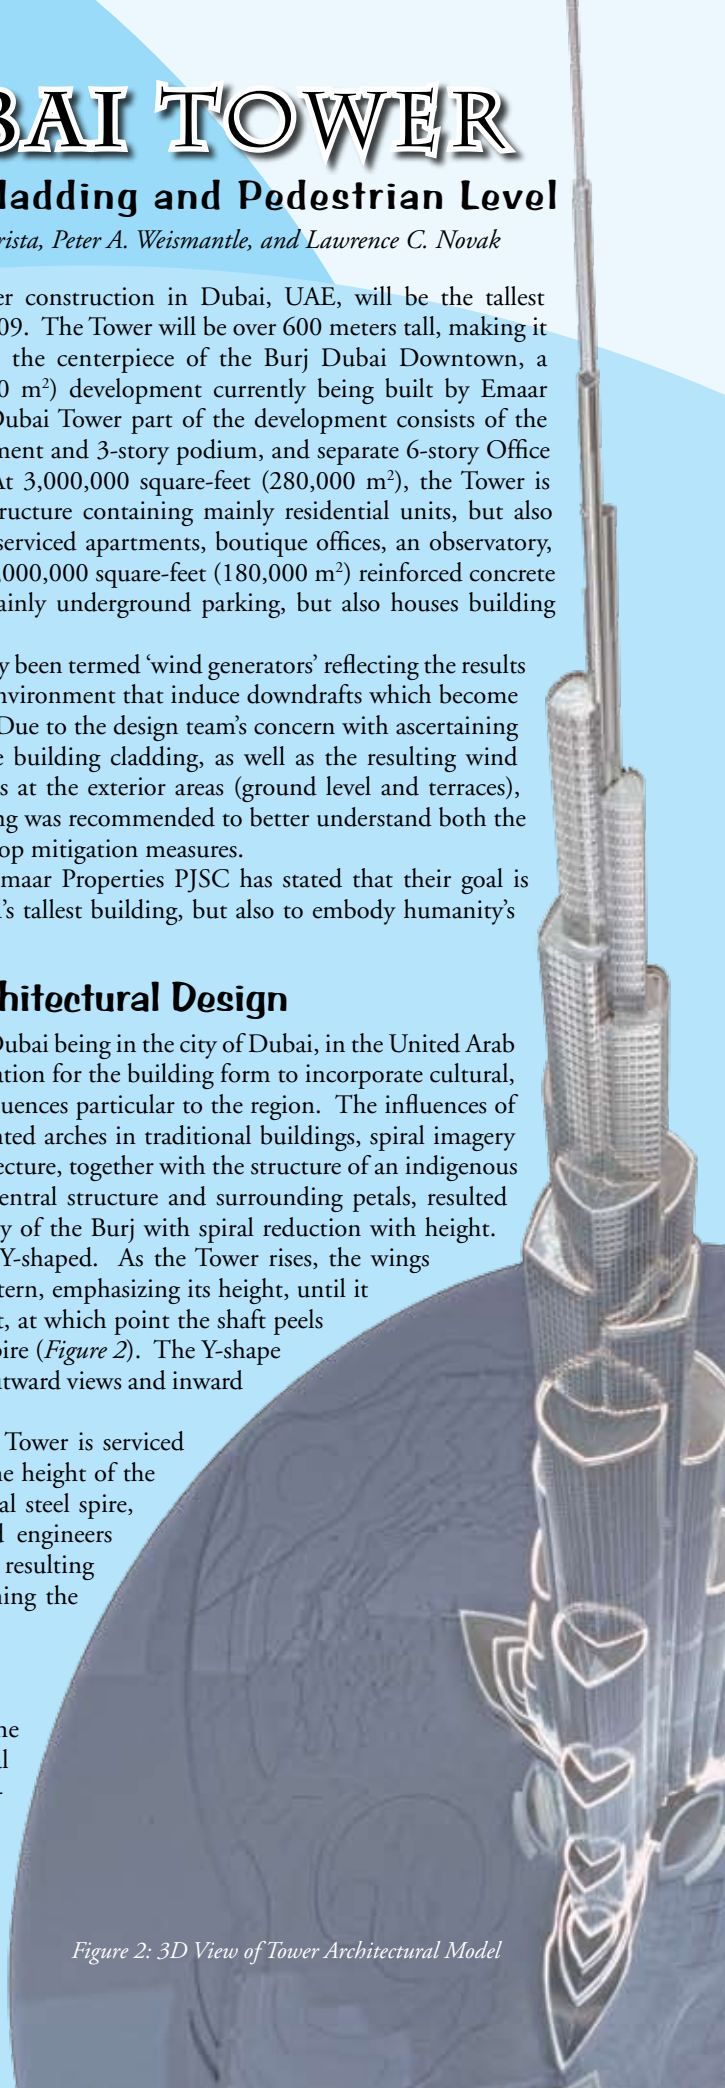 BAI TOWER
ladding and Pedestrian Level
rista, Peter A. Weismantle, and Lawrence C. Novak
er construction in Dubai, UAE, will be the tallest
09. The Tower will be over 600 meters tall, making it
the centerpiece of the Burj Dubai Downtown, a
0 m²) development currently being built by Emaar
Dubai Tower part of the development consists of the
ment and 3-story podium, and separate 6-story Office
At 3,000,000 square-feet (280,000 m²), the Tower is
ructure containing mainly residential units, but also
serviced apartments, boutique offices, an observatory,
,000,000 square-feet (180,000 m²) reinforced concrete
ainly underground parking, but also houses building
y been termed ‘wind generators’ reflecting the results
nvironment that induce downdrafts which become
Due to the design team’s concern with ascertaining
e building cladding, as well as the resulting wind
s at the exterior areas (ground level and terraces),
ng was recommended to better understand both the
op mitigation measures.
maar Properties PJSC has stated that their goal is
’s tallest building, but also to embody humanity’s
hitectural Design
Dubai being in the city of Dubai, in the United Arab
ation for the building form to incorporate cultural,
uences particular to the region. The influences of
nted arches in traditional buildings, spiral imagery
ecture, together with the structure of an indigenous
entral structure and surrounding petals, resulted
y of the Burj with spiral reduction with height.
Y-shaped. As the Tower rises, the wings
tern, emphasizing its height, until it
t, at which point the shaft peels
pire (Figure 2). The Y-shape
utward views and inward
Tower is serviced
he height of the
al steel spire,
d engineers
resulting
ning the
he
al
-
Figure 2: 3D View of Tower Architectural Model